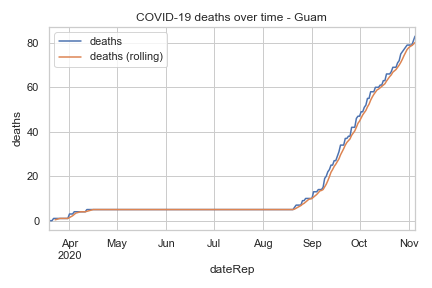 COVID-19 deaths over time - Guam
deaths
deaths (rolling)
80
60
40
20
0
deaths
Apr May Jun Jul Aug Sep Oct Nov
2020
dateRep